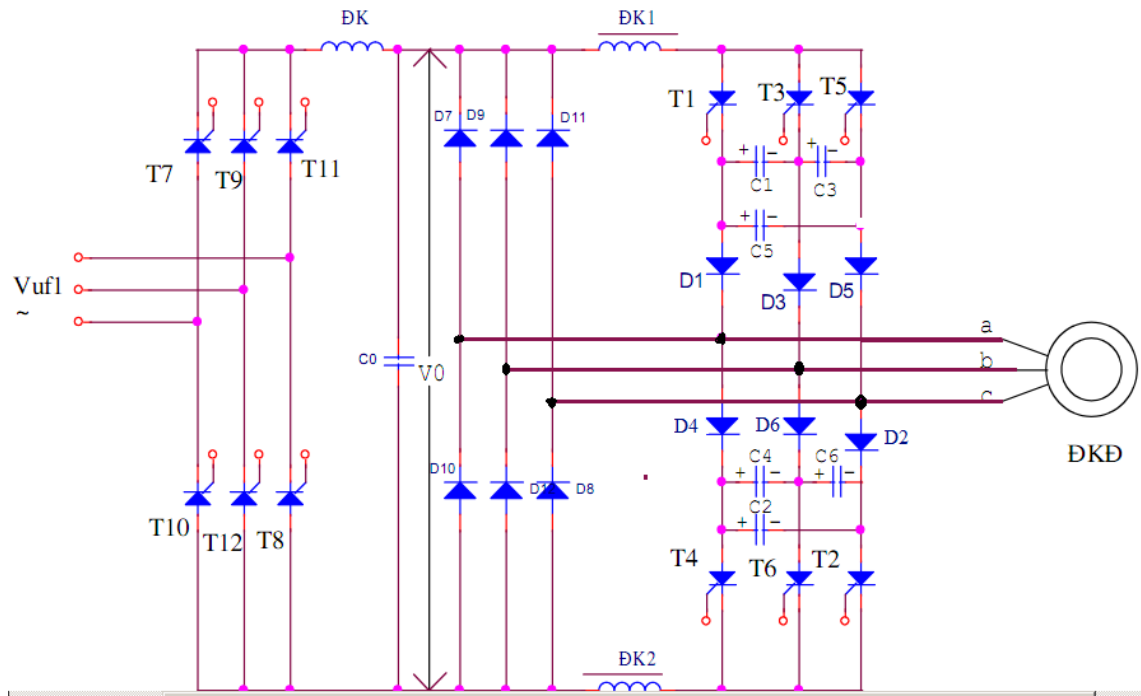 ĐK
ĐK1
T1
T3
T5
D7
D9
D11
T7
T9
T11
+
−
+
−
C1
C3
+
−
C5
Vuf1
~
D1
D3
D5
a
C0
V0
b
c
D4
D6
D2
ĐKĐ
C4
C6
D10
D8
+
−
+
−
C2
+
−
T10
T12
T8
T4
T6
T2
ĐK2